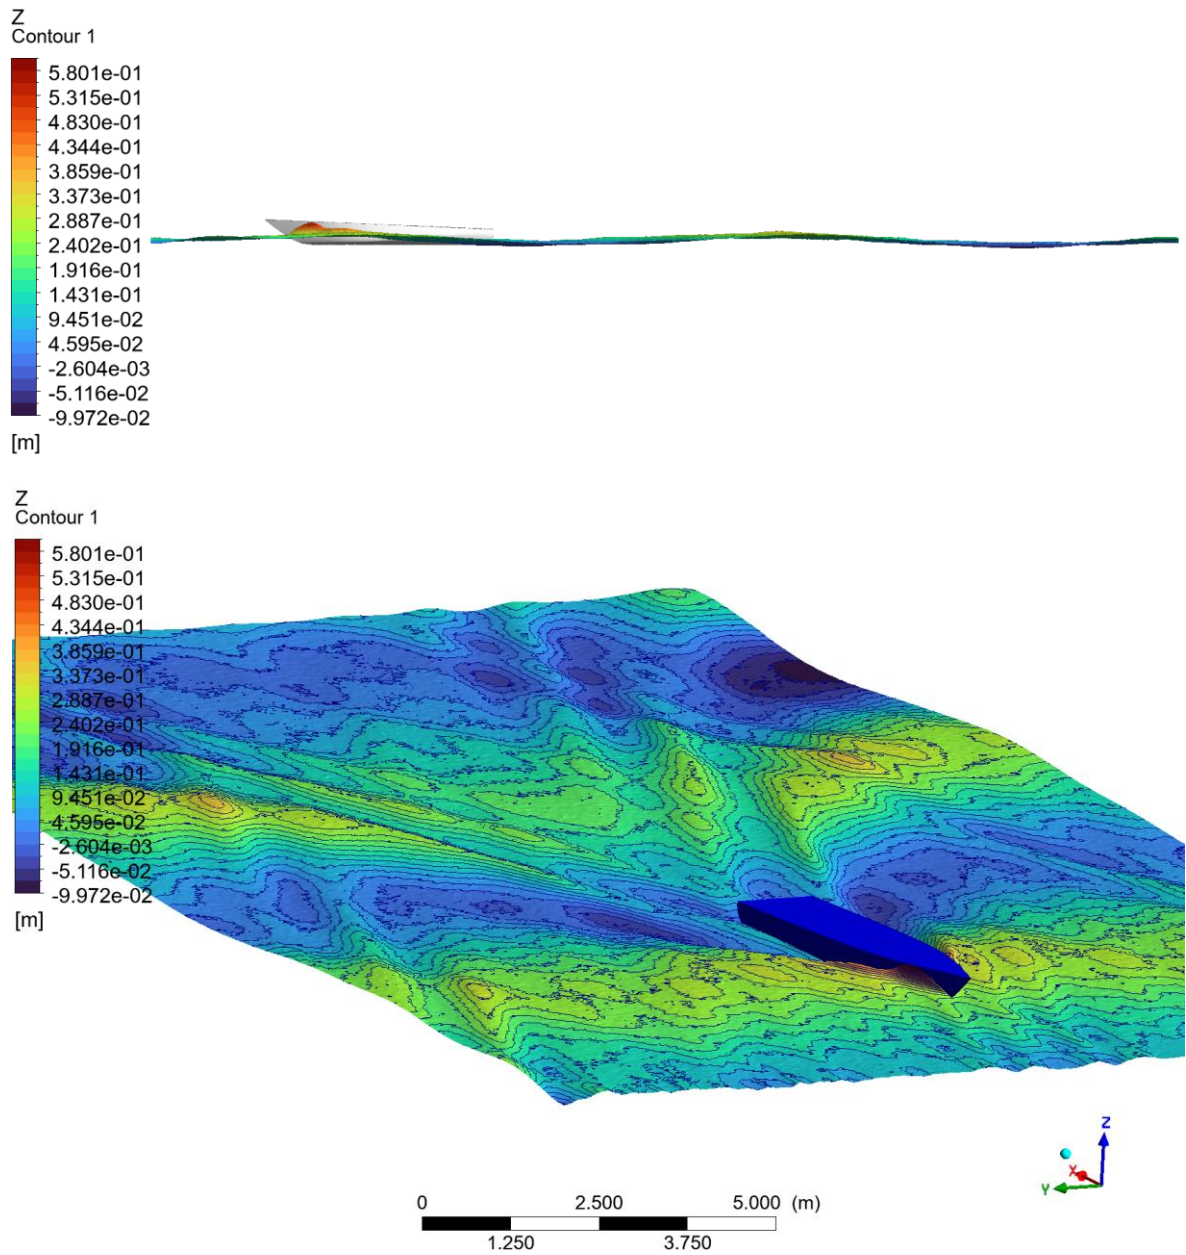 Z
Contour 1
5.801e-01
5.315e-01
4.830e-01
4.344e-01
3.859e-01
3.373e-01
2.887e-01
2.402e-01
1.916e-01
1.431e-01
9.451e-02
4.595e-02
-2.604e-03
-5.116e-02
-9.972e-02
[m]
Z
Contour 1
5.801e-01
5.315e-01
4.830e-01
4.344e-01
3.859e-01
3.373e-01
2.887e-01
2.402e-01
1.916e-01
1.431e-01
9.451e-02
4.595e-02
-2.604e-03
-5.116e-02
-9.972e-02
[m]
Z
X
Y
0 2.500 5.000 (m)
1.250 3.750